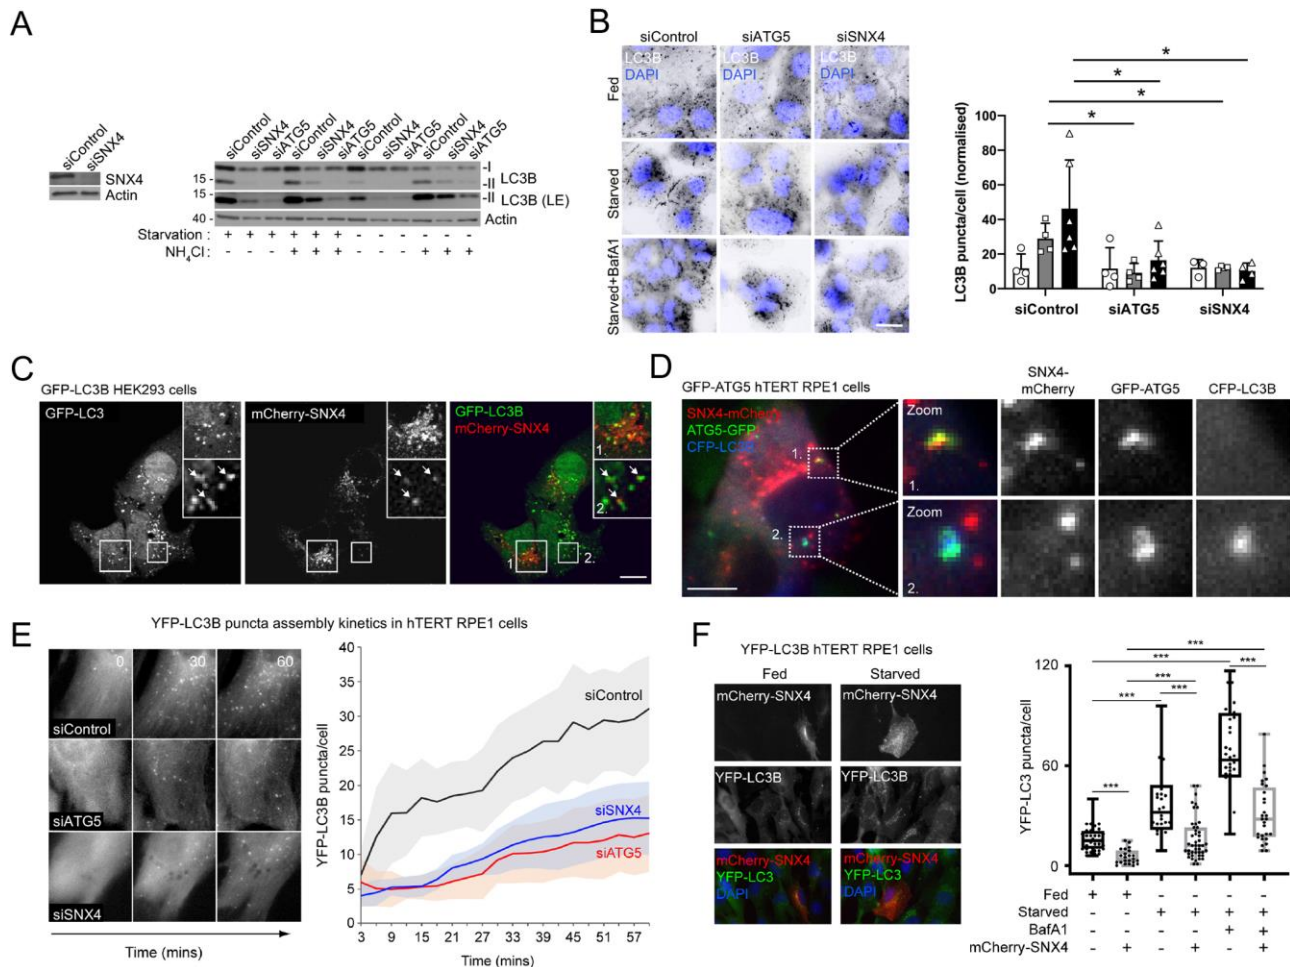 A
siControl
siSNX4
SNX4
Actin
siControl
siSNX4
siATG5
siControl
siSNX4
siATG5
siControl
siSNX4
siATG5
siControl
siSNX4
siATG5
15 -
15 -
40 -
-I
-II
LC3B
-II LC3B (LE)
Actin
Starvation : + + + + + + - - - - - -
NH4Cl : - - - + + + - - - + + +
B
siControl siATG5 siSNX4
LC3B LC3B LC3B
DAPI DAPI DAPI
Fed
Starved
Starved+BafA1
LC3B puncta/cell (normalised)
100
80
60
40
20
0
* 
*
*
*
siControl siATG5 siSNX4
C
GFP-LC3B HEK293 cells
GFP-LC3
mCherry-SNX4
GFP-LC3B
mCherry-SNX4
1.
2.
1
2.
D
GFP-ATG5 hTERT RPE1 cells
SNX4-mCherry
ATG5-GFP
CFP-LC3B
1.
2.
SNX4-
mCherry GFP-ATG5 CFP-LC3B
Zoom
1.
Zoom
2.
E
YFP-LC3B puncta assembly kinetics in hTERT RPE1 cells
0 30 60
siControl
siATG5
siSNX4
Time (mins)
YFP-LC3B puncta/cell
40
35
30
25
20
15
10
5
0
siControl
siSNX4
siATG5
3 9 15 21 27 33 39 45 51 57
Time (mins)
F
YFP-LC3B hTERT RPE1 cells
Fed Starved
mCherry-SNX4 mCherry-SNX4
YFP-LC3B YFP-LC3B
mCherry-SNX4 mCherry-SNX4
YFP-LC3 YFP-LC3
DAPI DAPI
YFP-LC3 puncta/cell
120
60
0
***
***
***
***
***
***
***
Fed + + - - - -
Starved - - + + + +
BafA1 - - - - + +
mCherry-SNX4 - + - + - +